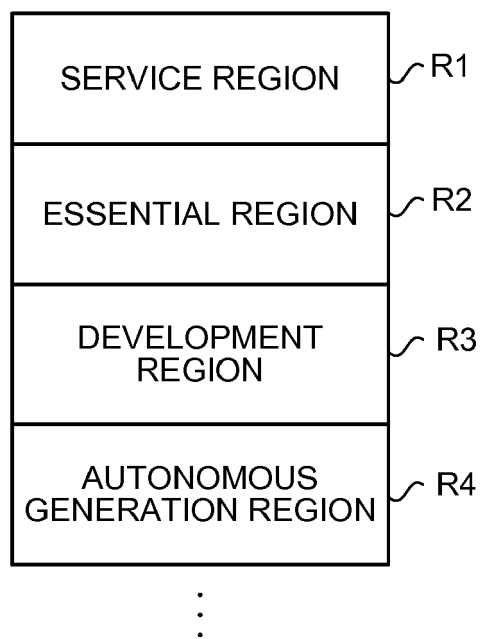 SERVICE REGION R1
ESSENTIAL REGION R2
DEVELOPMENT
REGION R3
AUTONOMOUS
GENERATION REGION R4